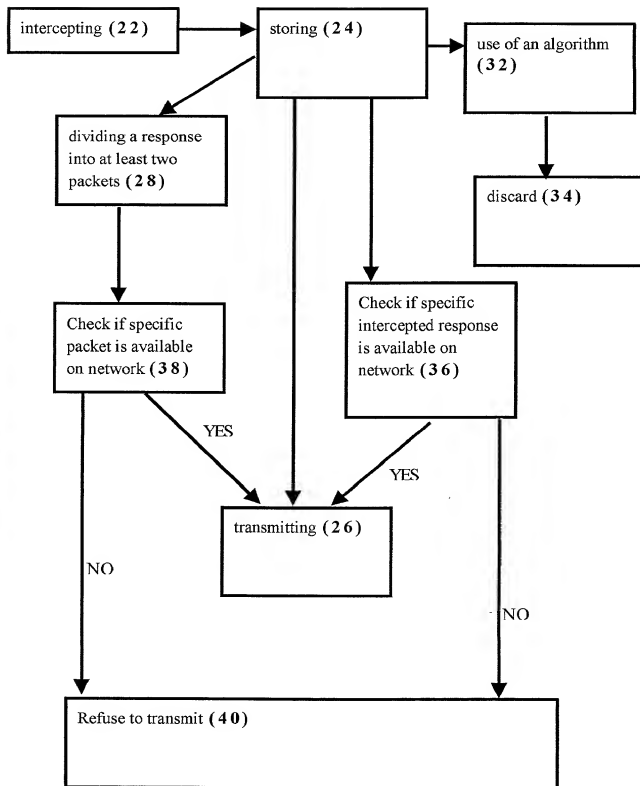 intercepting (22)
storing (24)
use of an algorithm
(32)
dividing a response
into at least two
packets (28)
discard (34)
Check if specific
packet is available
on network (38)
Check if specific
intercepted response
is available on
network (36)
YES
YES
transmitting (26)
NO
NO
Refuse to transmit (40)